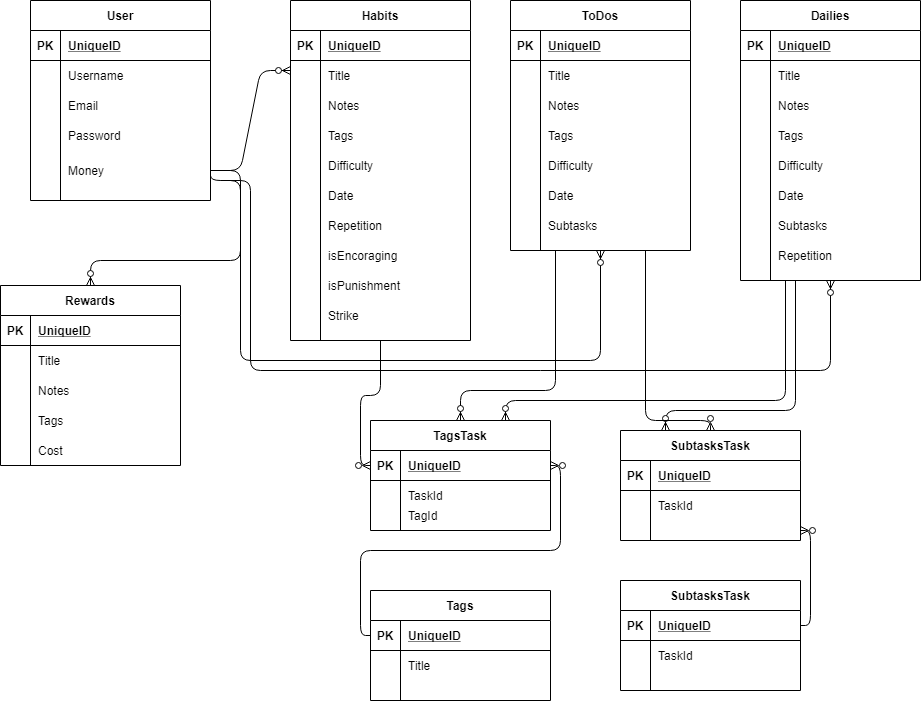 User
PK UniqueID
Username
Email
Password
Money
Habits
PK UniqueID
Title
Notes
Tags
Difficulty
Date
Repetition
isEncoraging
isPunishment
Strike
ToDos
PK UniqueID
Title
Notes
Tags
Difficulty
Date
Subtasks
Dailies
PK UniqueID
Title
Notes
Tags
Difficulty
Date
Subtasks
Repetition
Rewards
PK UniqueID
Title
Notes
Tags
Cost
TagsTask
PK UniqueID
TaskId
TagId
SubtasksTask
PK UniqueID
TaskId
Tags
PK UniqueID
Title
SubtasksTask
PK UniqueID
TaskId